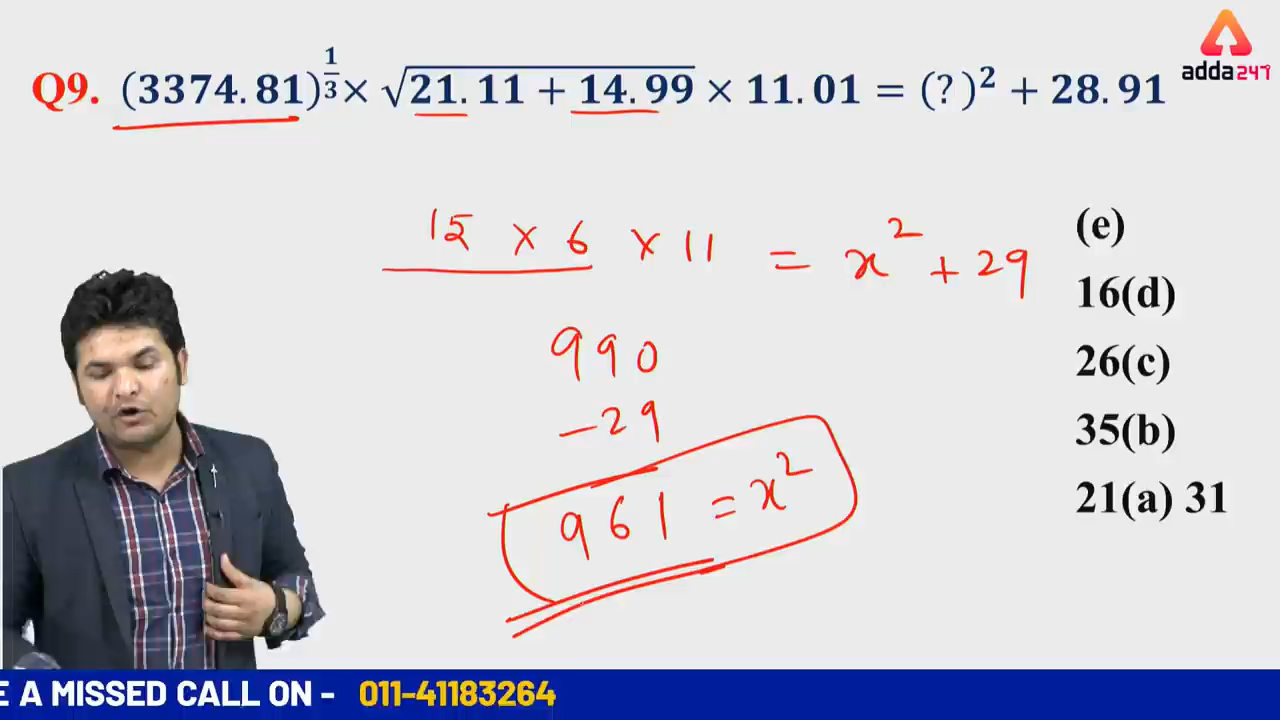 Q9. (3374.81)^1/3 × √21.11 + 14.99 × 11.01 = (?)² + 28.91
adda247
15 × 6 × 11 = x² + 29
990
-29
961 = x²
(e)
16(d)
26(c)
35(b)
21(a) 31
E A MISSED CALL ON - 011-41183264